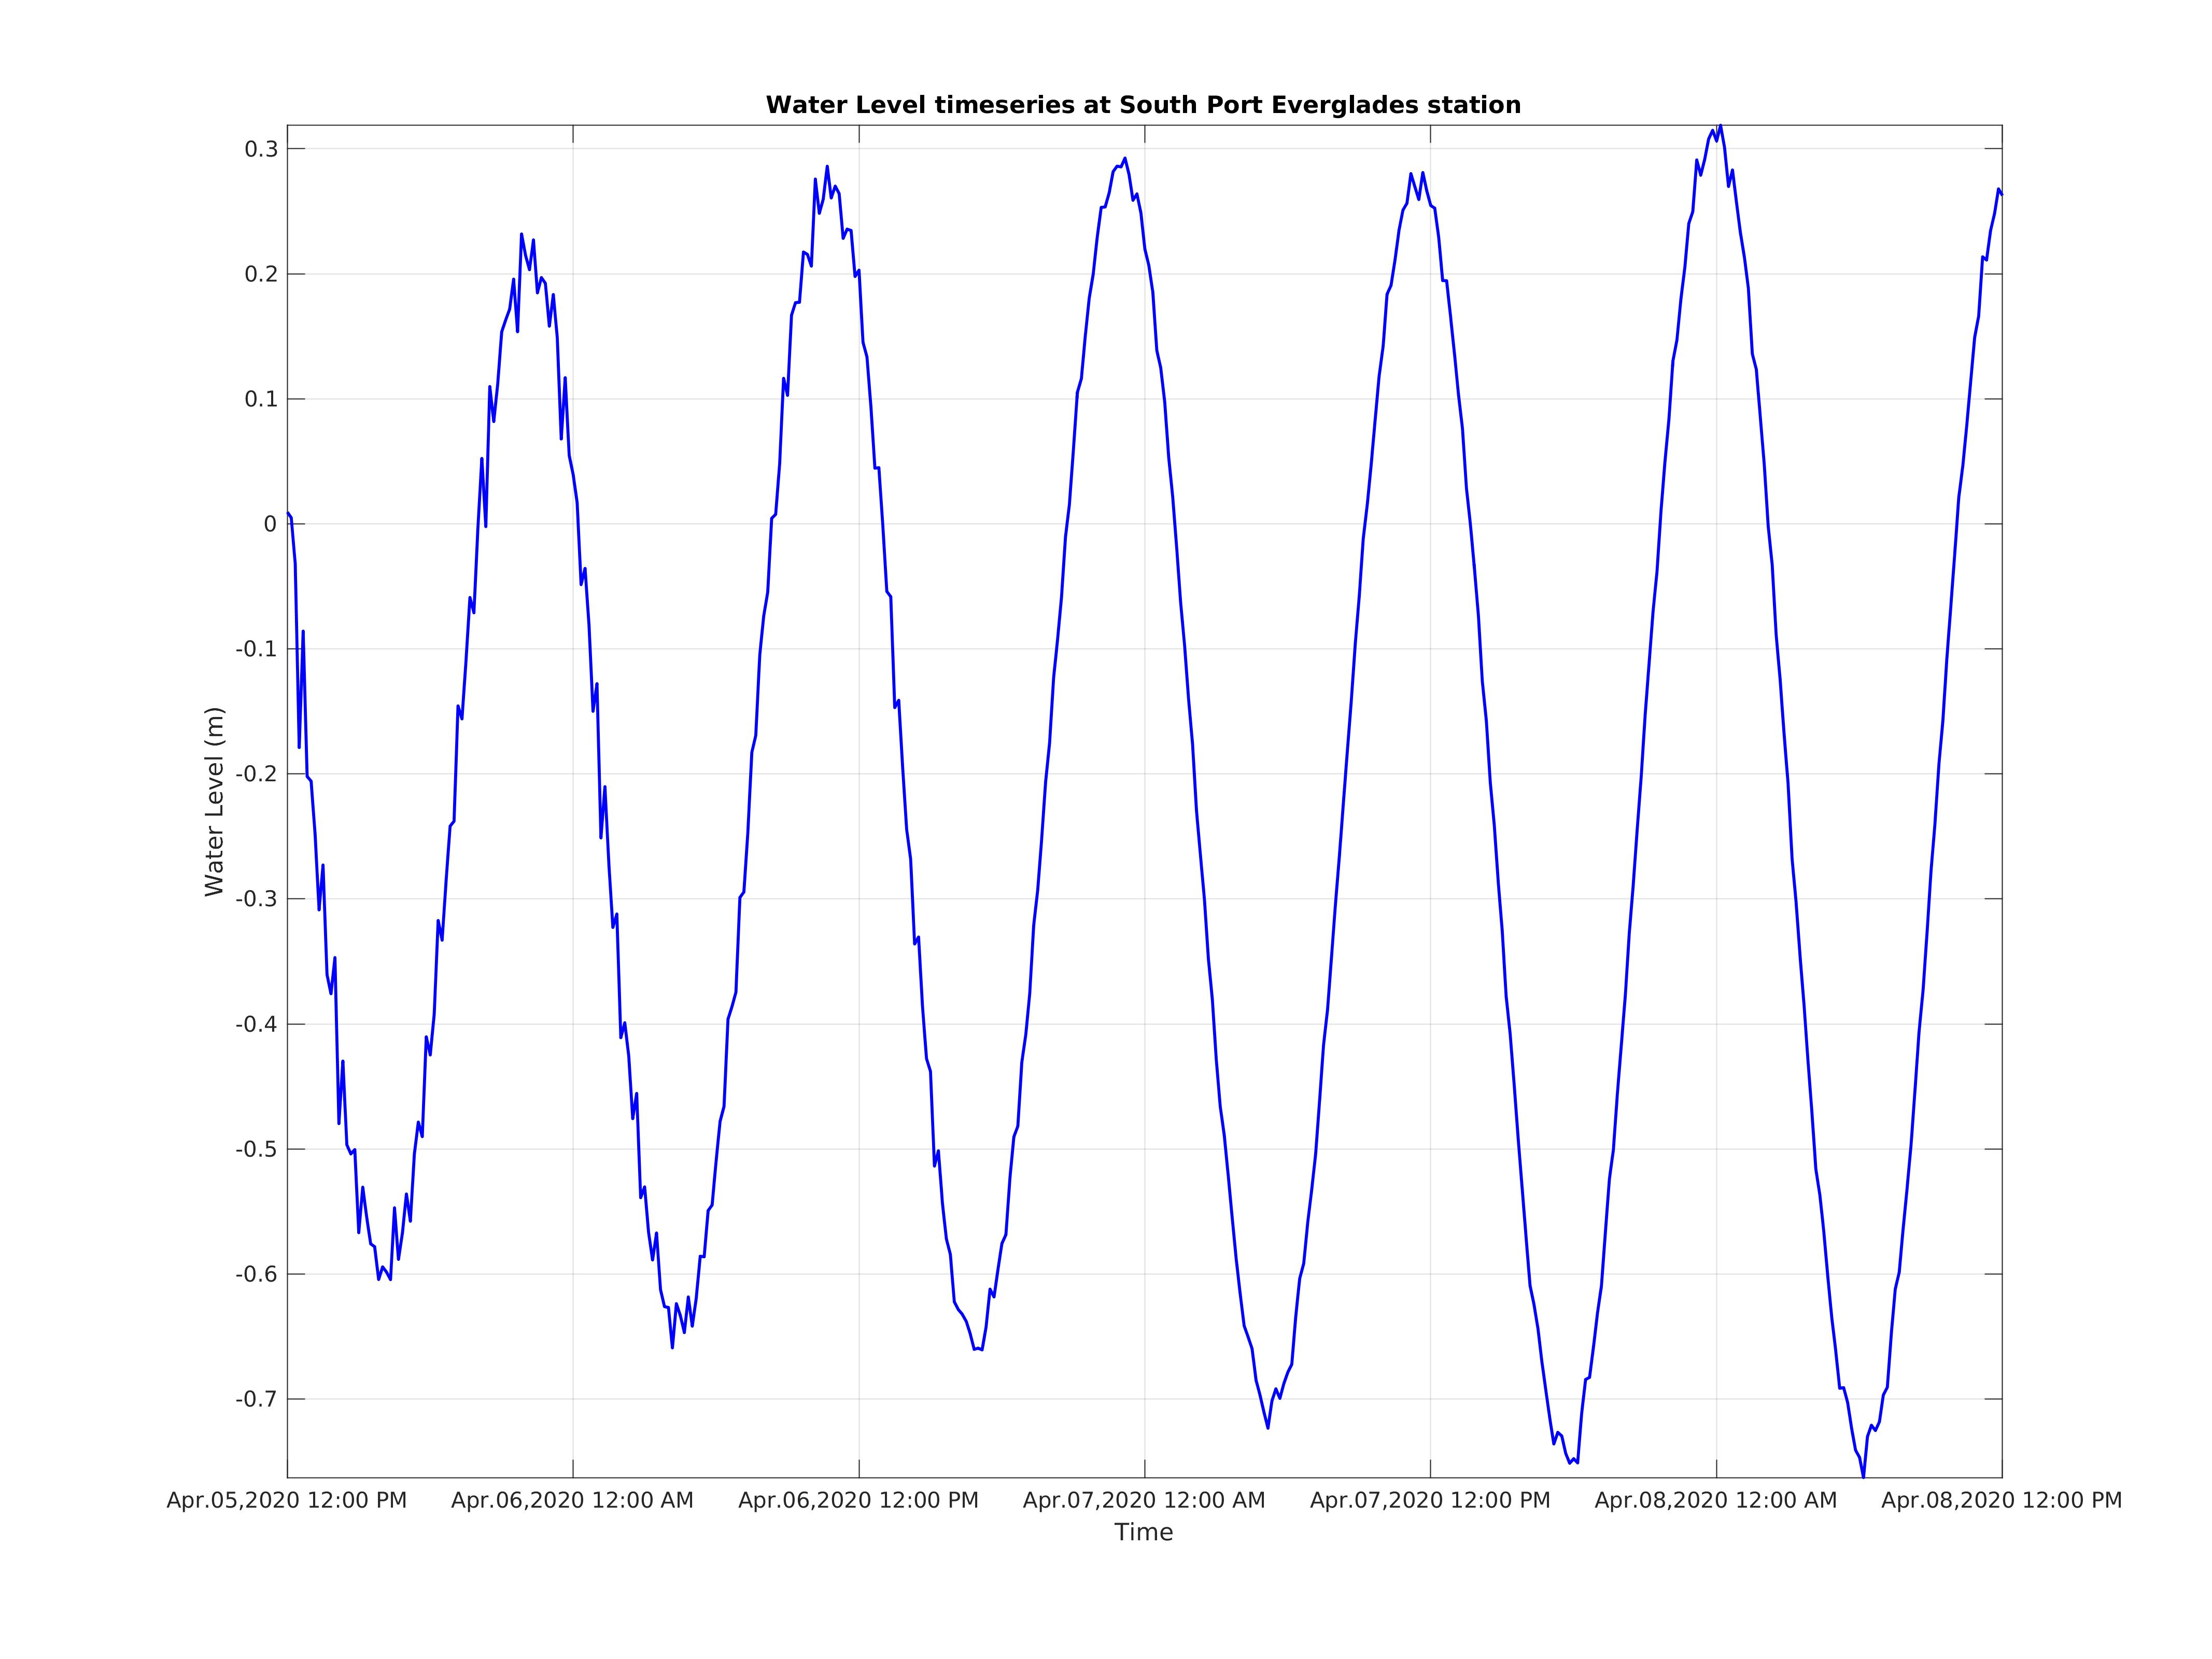 Water Level timeseries at South Port Everglades station
0.3
0.2
0.1
0
-0.1
-0.2
-0.3
-0.4
-0.5
-0.6
-0.7
Water Level (m)
Apr.05,2020 12:00 PM Apr.06,2020 12:00 AM Apr.06,2020 12:00 PM Apr.07,2020 12:00 AM Apr.07,2020 12:00 PM Apr.08,2020 12:00 AM Apr.08,2020 12:00 PM
Time